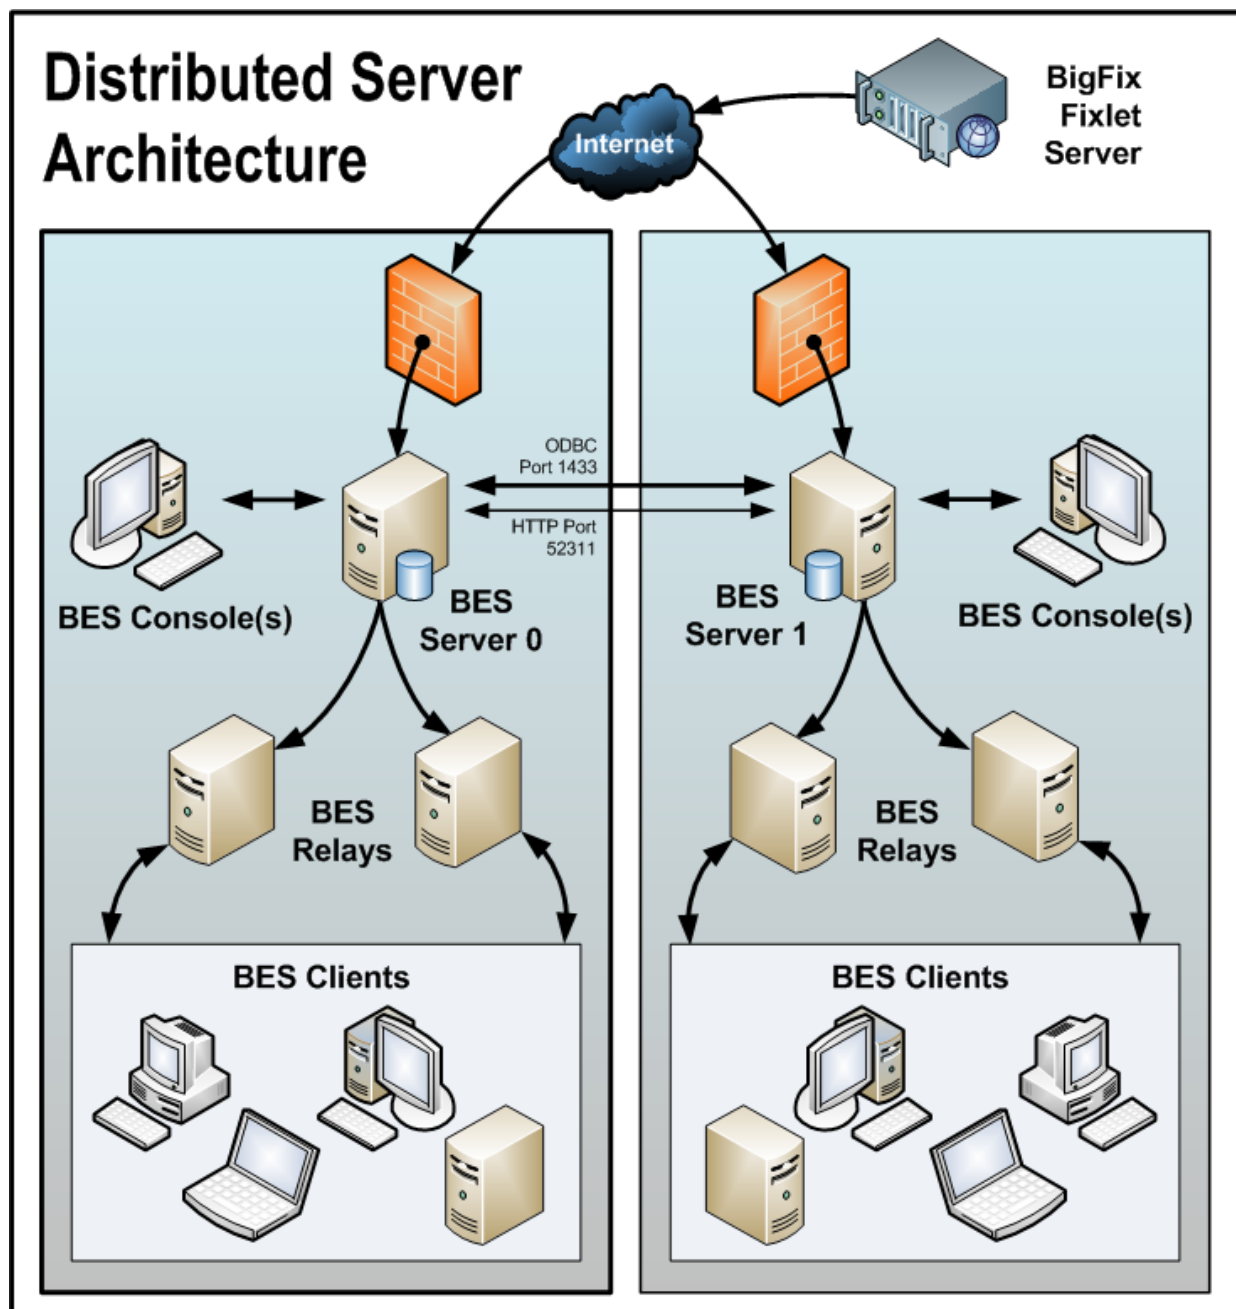 Distributed Server
Architecture
Internet
BigFix
Fixlet
Server
ODBC
Port 1433
HTTP Port
52311
BES Console(s)
BES
Server 0
BES
Server 1
BES Console(s)
BES
Relays
BES
Relays
BES Clients
BES Clients